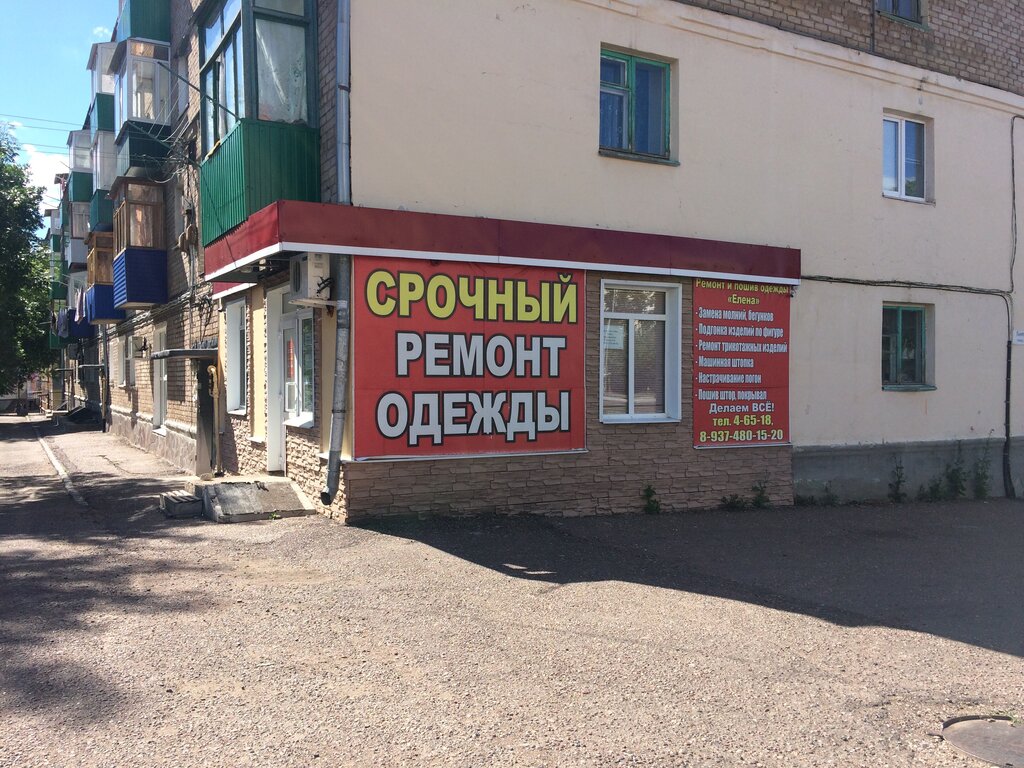 СРОЧНЫЙ
РЕМОНТ
ОДЕЖДЫ
Ремонт и пошив одежды
«Елена»
- Замена молний, бегунков
- Подгонка изделий по фигуре
- Ремонт трикотажных изделий
- Машинная штопка
- Настрачивание погон
- Пошив штор, покрывал
Делаем ВСЁ!
тел. 4-65-18,
8-937-480-15-20